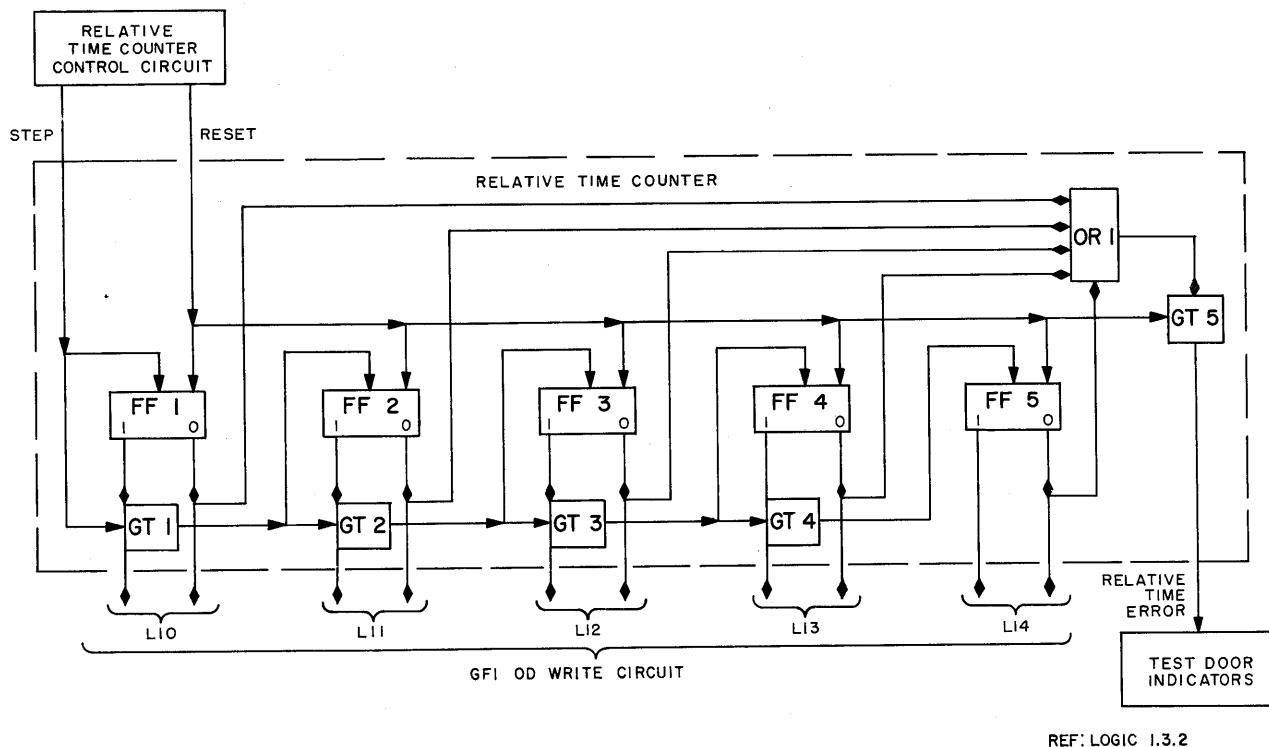 RELATIVE
TIME COUNTER
CONTROL CIRCUIT
STEP
RESET
RELATIVE TIME COUNTER
OR 1
GT 5
FF 1
1 0
FF 2
1 0
FF 3
1 0
FF 4
1 0
FF 5
1 0
GT 1
GT 2
GT 3
GT 4
RELATIVE
TIME
ERROR
L10
L11
L12
L13
L14
GFI OD WRITE CIRCUIT
TEST DOOR
INDICATORS
REF: LOGIC 1.3.2